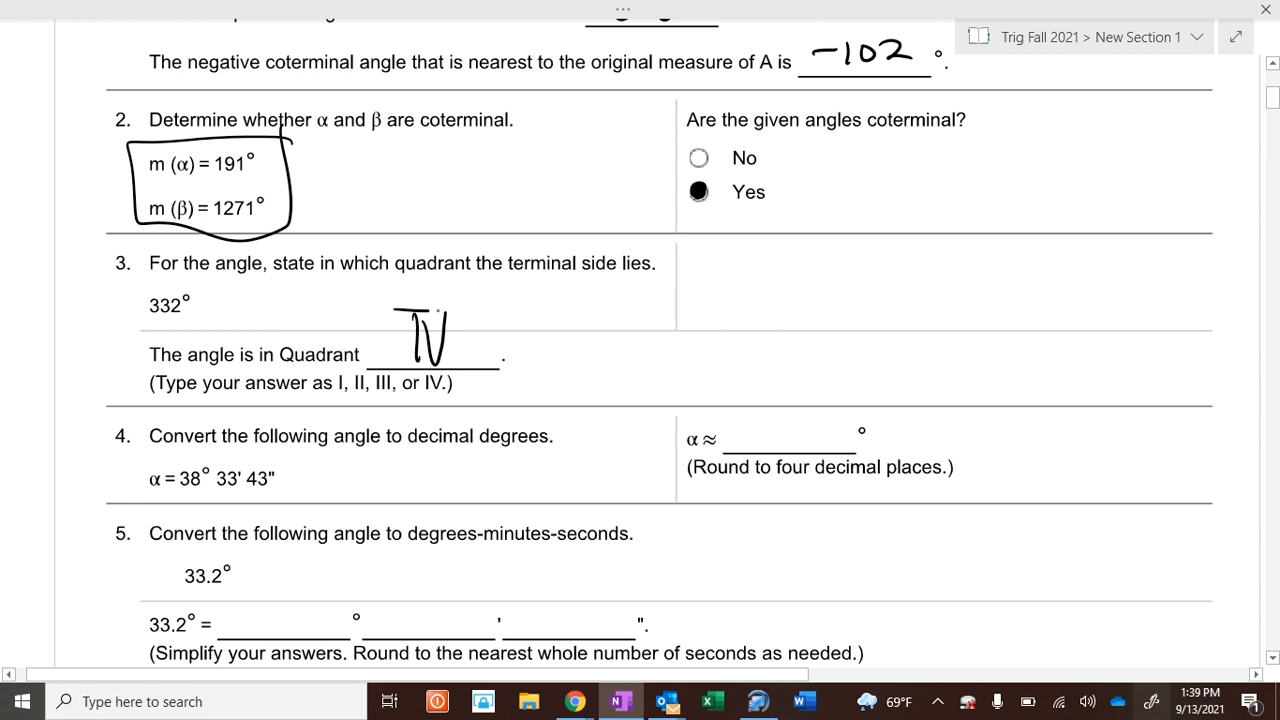 Trig Fall 2021 > New Section 1
The negative coterminal angle that is nearest to the original measure of A is -102 °.
2. Determine whether α and β are coterminal.
m (α) = 191°
m (β) = 1271°
Are the given angles coterminal?
No
Yes
3. For the angle, state in which quadrant the terminal side lies.
332°
The angle is in Quadrant IV.
(Type your answer as I, II, III, or IV.)
4. Convert the following angle to decimal degrees.
α = 38° 33' 43"
α ≈ ____ °
(Round to four decimal places.)
5. Convert the following angle to degrees-minutes-seconds.
33.2°
33.2° = ____ ° ____ ' ____ ".
(Simplify your answers. Round to the nearest whole number of seconds as needed.)
Type here to search
69°F
1:39 PM
9/13/2021
1